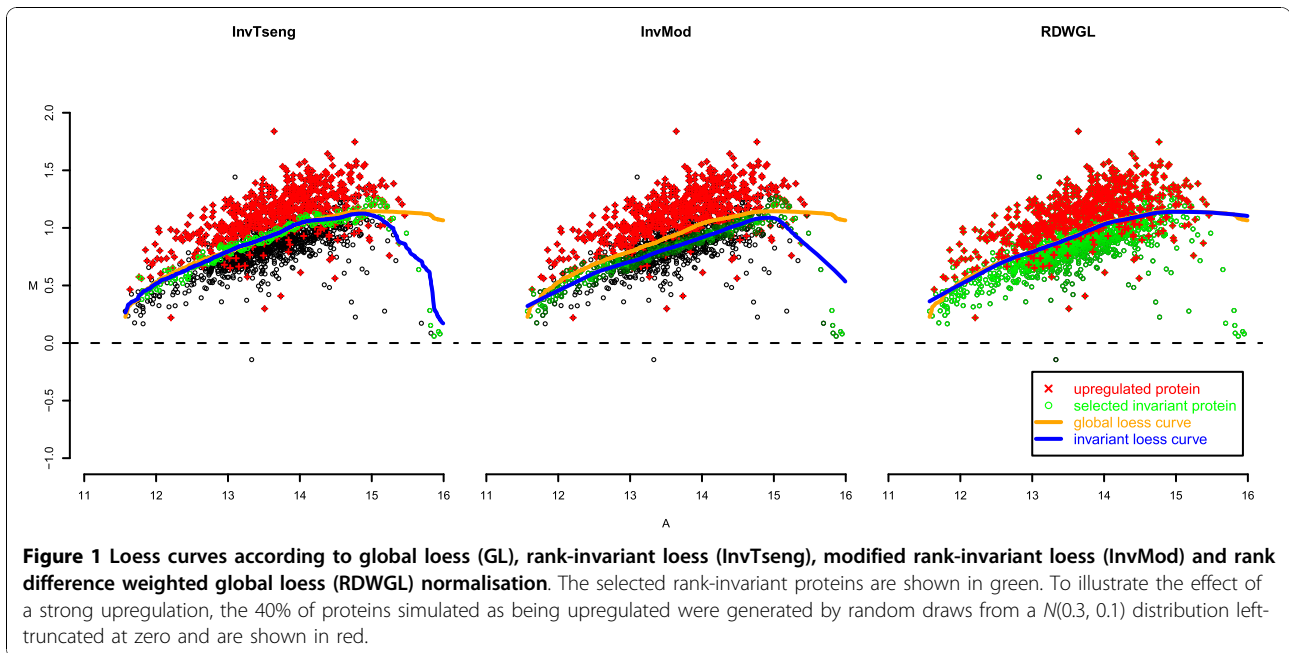 InvTseng InvMod RDWGL
2.0
1.5
1.0
M
0.5
0.0
−0.5
−1.0
upregulated protein
selected invariant protein
global loess curve
invariant loess curve
11 12 13 14 15 16 11 12 13 14 15 16 11 12 13 14 15 16
A
Figure 1 Loess curves according to global loess (GL), rank-invariant loess (InvTseng), modified rank-invariant loess (InvMod) and rank
difference weighted global loess (RDWGL) normalisation. The selected rank-invariant proteins are shown in green. To illustrate the effect of
a strong upregulation, the 40% of proteins simulated as being upregulated were generated by random draws from a N(0.3, 0.1) distribution left-
truncated at zero and are shown in red.